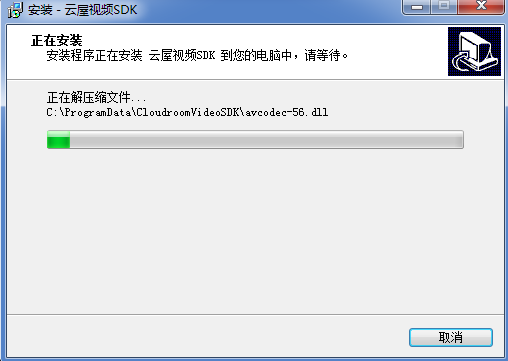 安装 - 云屋视频SDK
正在安装
安装程序正在安装 云屋视频SDK 到您的电脑中，请等待。
正在解压缩文件...
C:\ProgramData\CloudroomVideoSDK\avcodec-56.dll
取消